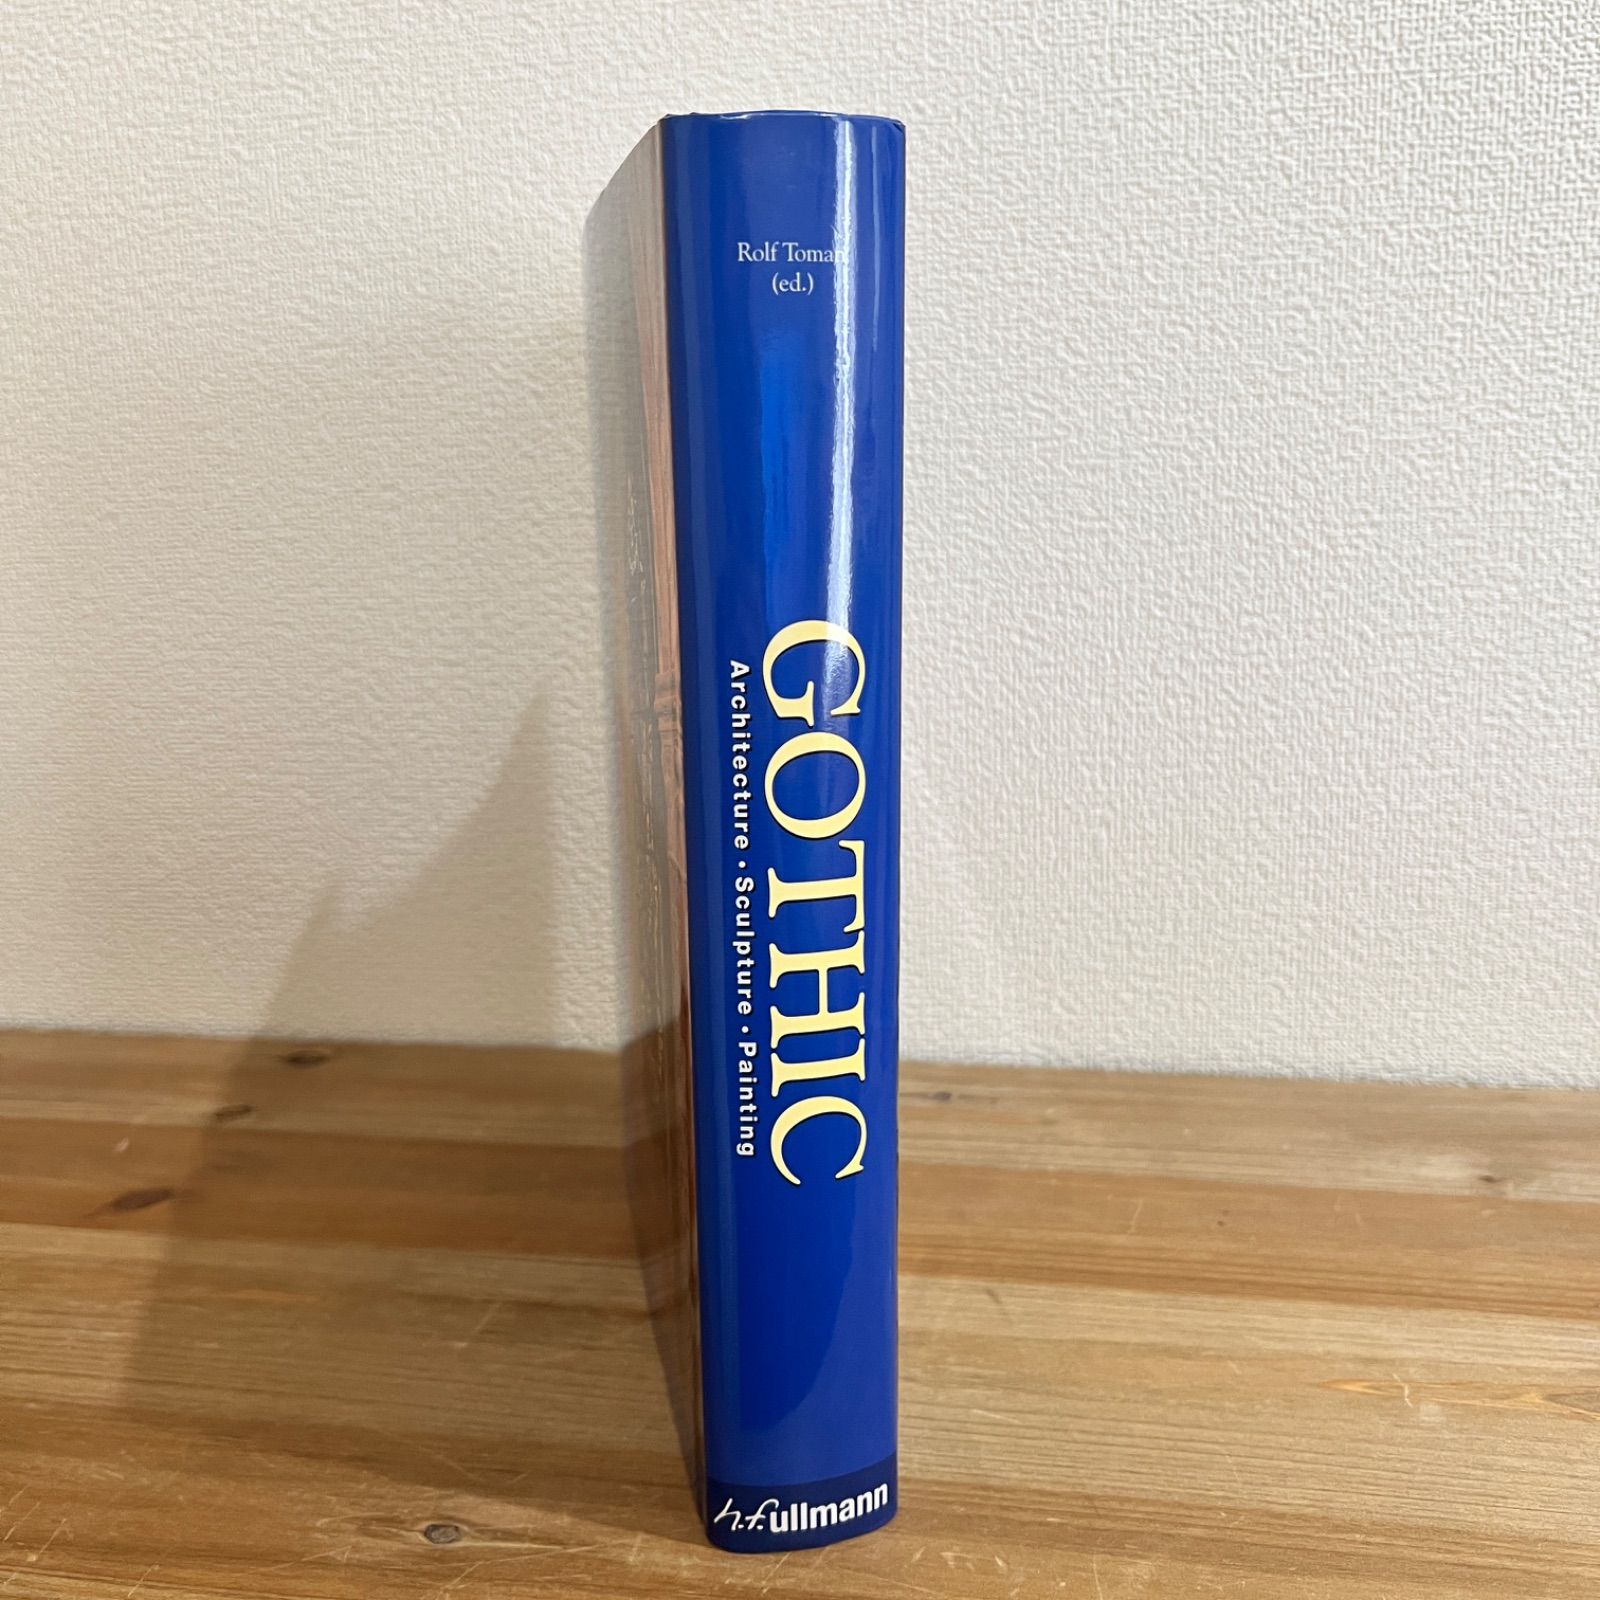 Rolf Toman
(ed.)
GOTHIC
Architecture • Sculpture • Painting
h.f.ullmann